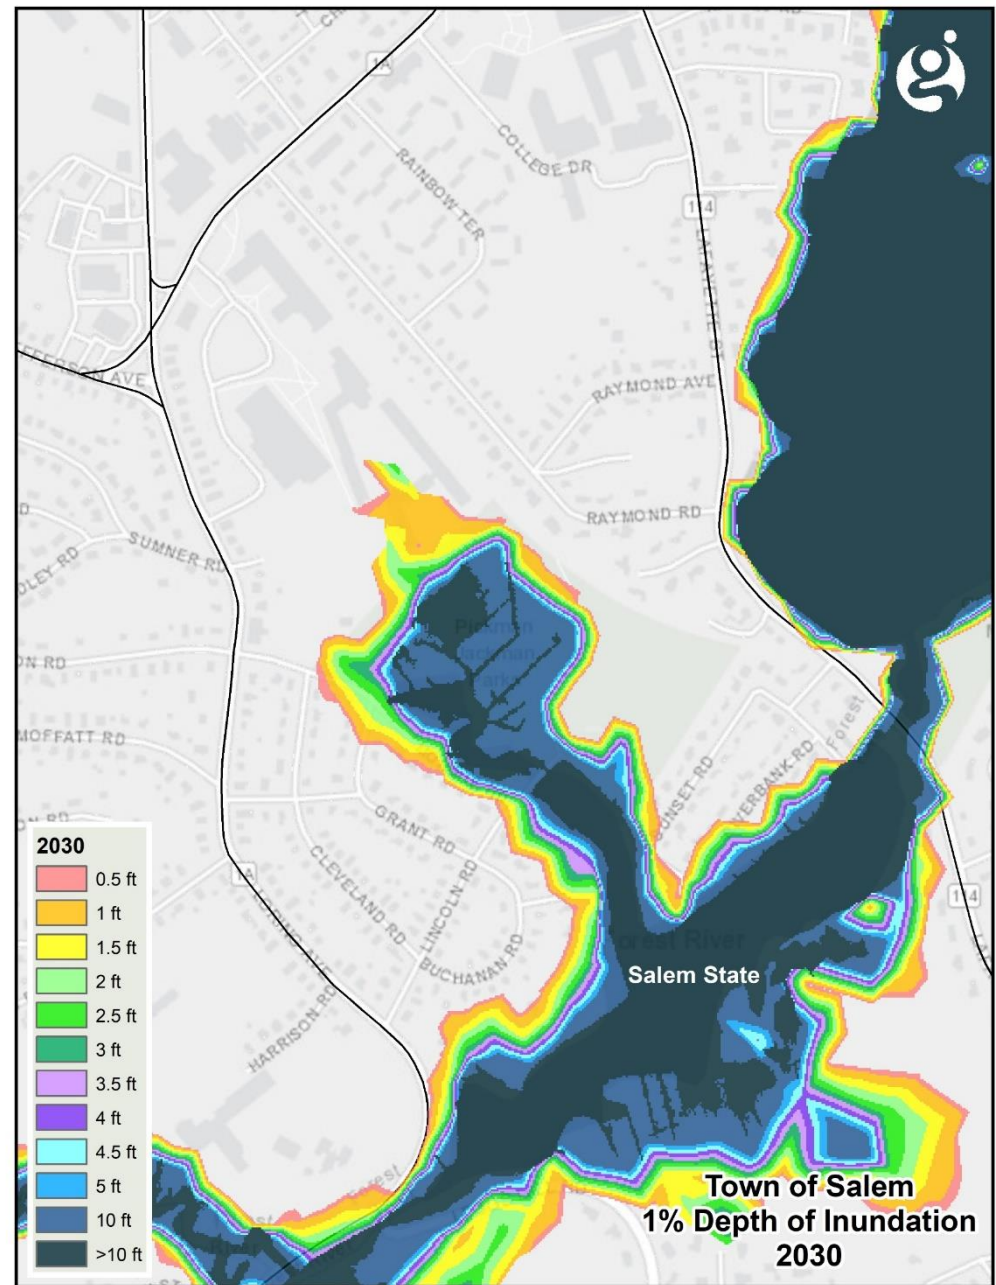 1A
COLLEGE DR
RAINBOW TER
114
LAFAYETTE ST
RAYMOND AVE
RAYMOND RD
SUMNER RD
MOFFATT RD
GRANT RD
CLEVELAND RD
LINCOLN RD
BUCHANAN RD
HARRISON RD
1A
LORING AVE
Forest
114
Forest River
Salem State
2030
0.5 ft
1 ft
1.5 ft
2 ft
2.5 ft
3 ft
3.5 ft
4 ft
4.5 ft
5 ft
10 ft
>10 ft
Town of Salem
1% Depth of Inundation
2030